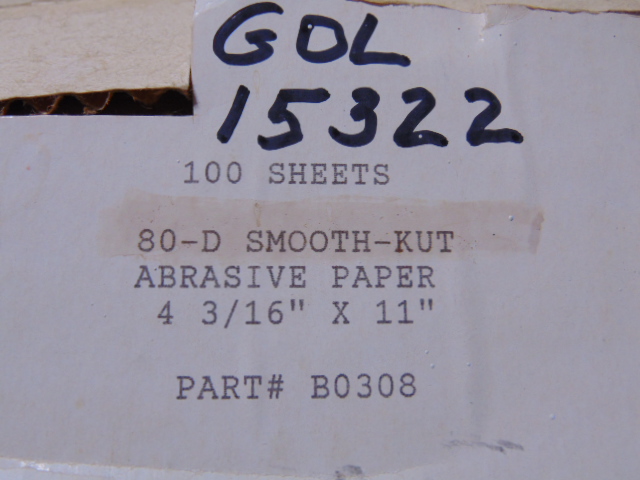 GOL
15322
100 SHEETS
80-D SMOOTH-KUT
ABRASIVE PAPER
4 3/16" X 11"
PART# B0308